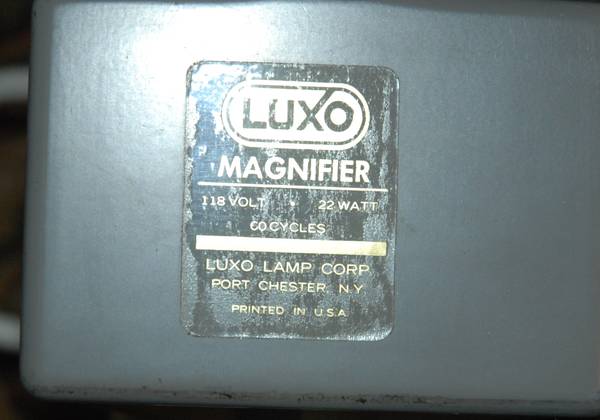 LUXO
MAGNIFIER
118 VOLT • 22 WATT
60 CYCLES
LUXO LAMP CORP.
PORT CHESTER, N.Y.
PRINTED IN U.S.A.